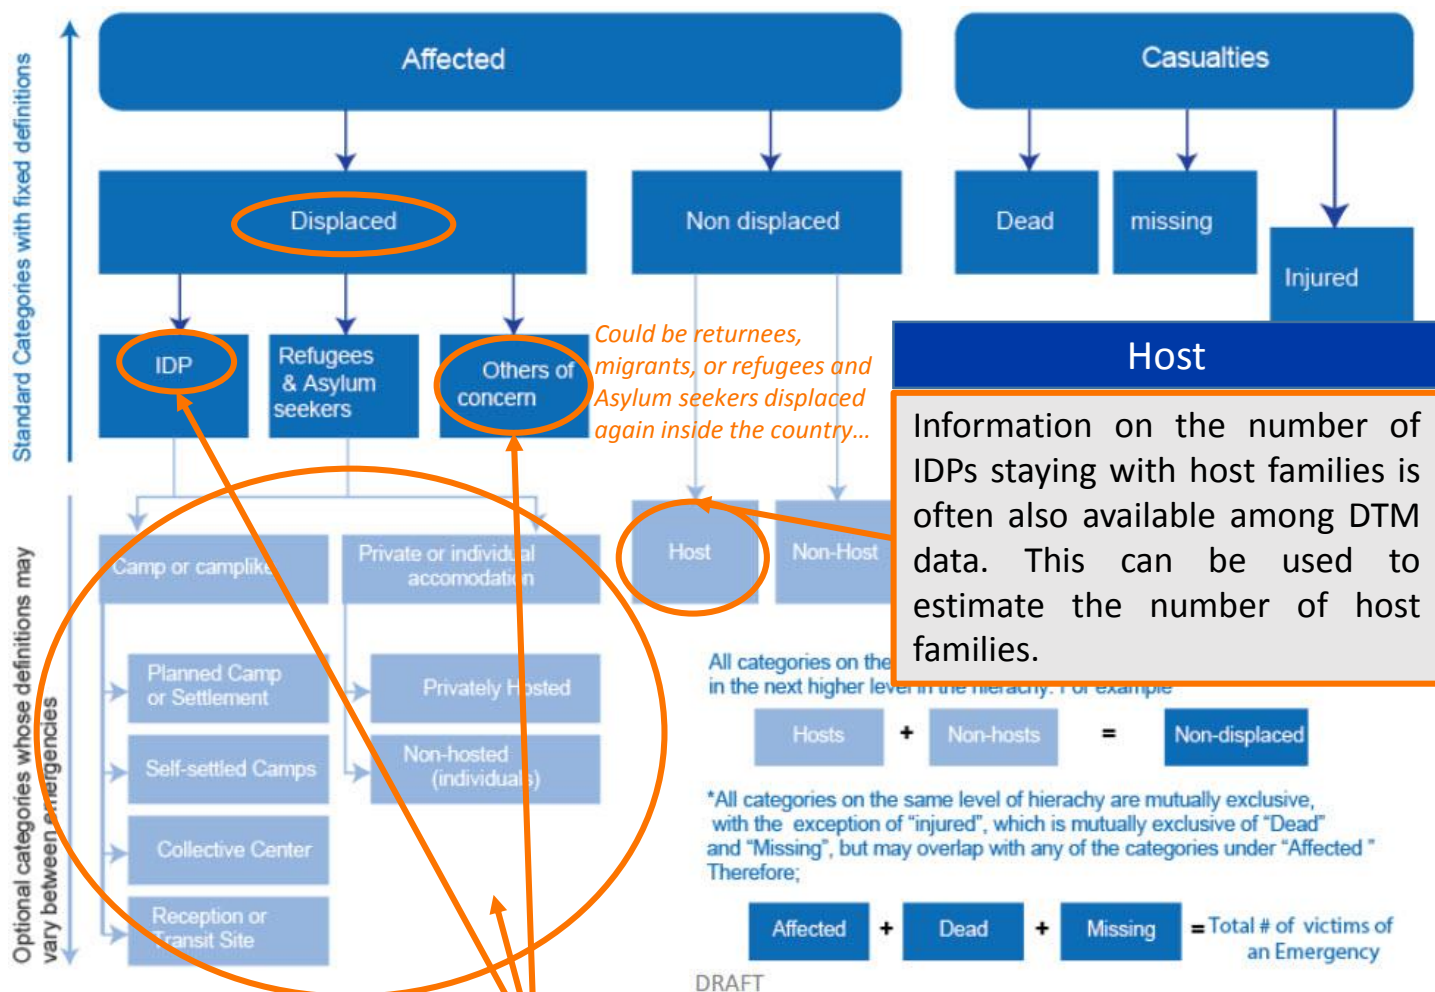 Standard Categories with fixed definitions
Optional categories whose definitions may
vary between emergencies
Affected
Casualties
Displaced
Non displaced
Dead
missing
Injured
IDP
Refugees
& Asylum
seekers
Others of
concern
Could be returnees,
migrants, or refugees and
Asylum seekers displaced
again inside the country...
Host
Information on the number of
IDPs staying with host families is
often also available among DTM
data. This can be used to
estimate the number of host
families.
Camp or camplike
Private or individual
accomodation
Host
Non-Host
Planned Camp
or Settlement
Privately Hosted
Self-settled Camps
Non-hosted
(individuals)
Collective Center
Reception or
Transit Site
All categories on the
in the next higher level in the hierachy. For example
Hosts + Non-hosts = Non-displaced
*All categories on the same level of hierachy are mutually exclusive,
with the exception of "injured", which is mutually exclusive of "Dead"
and "Missing", but may overlap with any of the categories under "Affected "
Therefore;
Affected + Dead + Missing = Total # of victims of
an Emergency
DRAFT